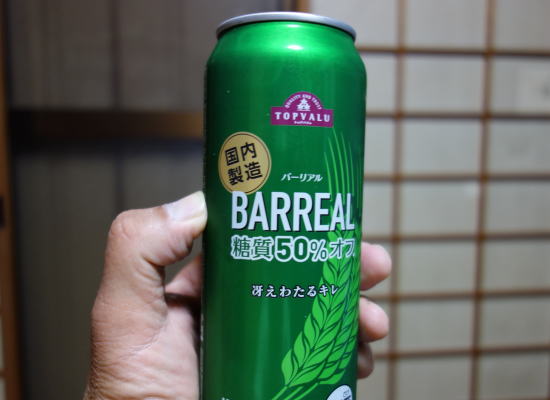 QUALITY AND TRUST
TOPVALU
国内
製造
バーリアル
BARREAL
糖質50%オフ
冴えわたるキレ